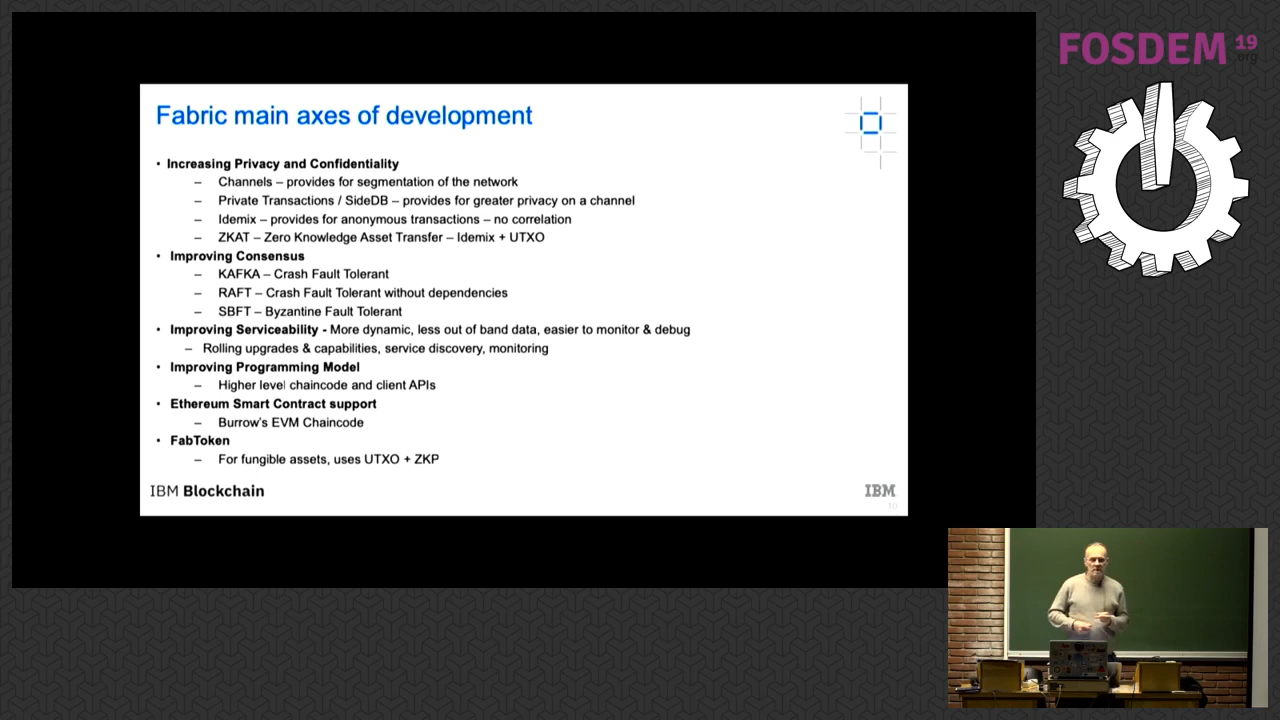 FOSDEM 19
.org
Fabric main axes of development
• Increasing Privacy and Confidentiality
– Channels – provides for segmentation of the network
– Private Transactions / SideDB – provides for greater privacy on a channel
– Idemix – provides for anonymous transactions – no correlation
– ZKAT – Zero Knowledge Asset Transfer – Idemix + UTXO
• Improving Consensus
– KAFKA – Crash Fault Tolerant
– RAFT – Crash Fault Tolerant without dependencies
– SBFT – Byzantine Fault Tolerant
• Improving Serviceability - More dynamic, less out of band data, easier to monitor & debug
– Rolling upgrades & capabilities, service discovery, monitoring
• Improving Programming Model
– Higher level chaincode and client APIs
• Ethereum Smart Contract support
– Burrow's EVM Chaincode
• FabToken
– For fungible assets, uses UTXO + ZKP
IBM Blockchain
IBM